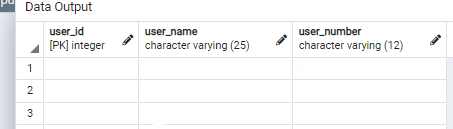 Data Output
user_id user_name user_number
[PK] integer character varying (25) character varying (12)
1
2
3